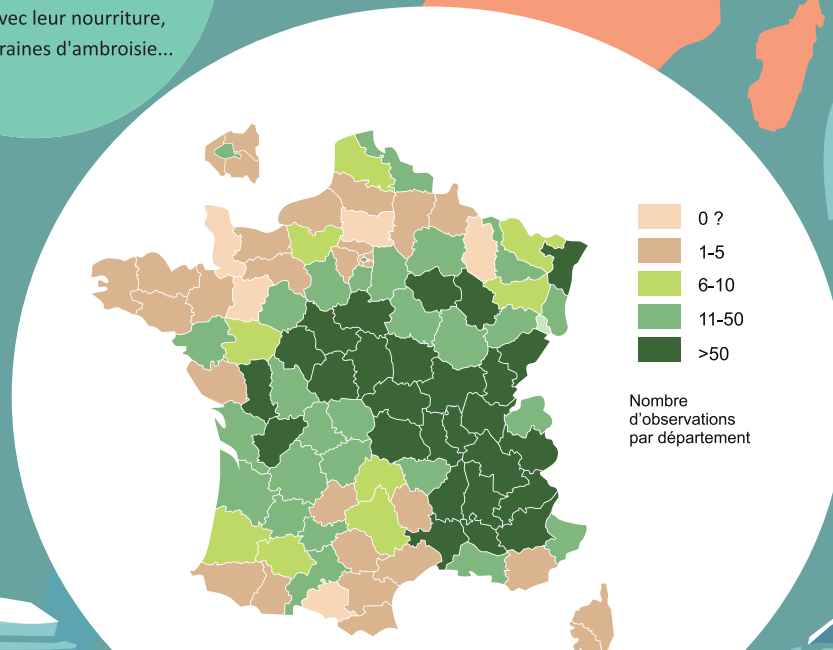 vec leur nourriture,
raines d'ambroisie...
0 ?
1-5
6-10
11-50
>50
Nombre
d'observations
par département